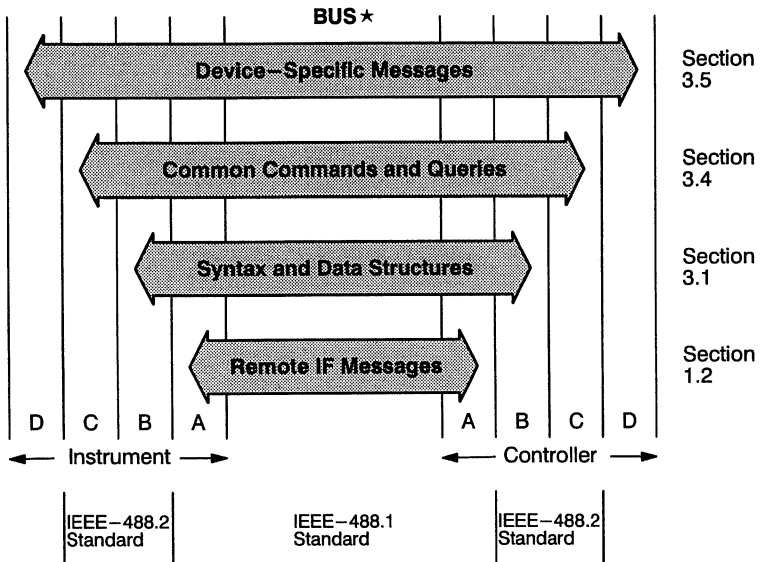 BUS★
Device–Specific Messages
Section
3.5
Common Commands and Queries
Section
3.4
Syntax and Data Structures
Section
3.1
Remote IF Messages
Section
1.2
D C B A A B C D
Instrument Controller
IEEE–488.2
Standard
IEEE–488.1
Standard
IEEE–488.2
Standard